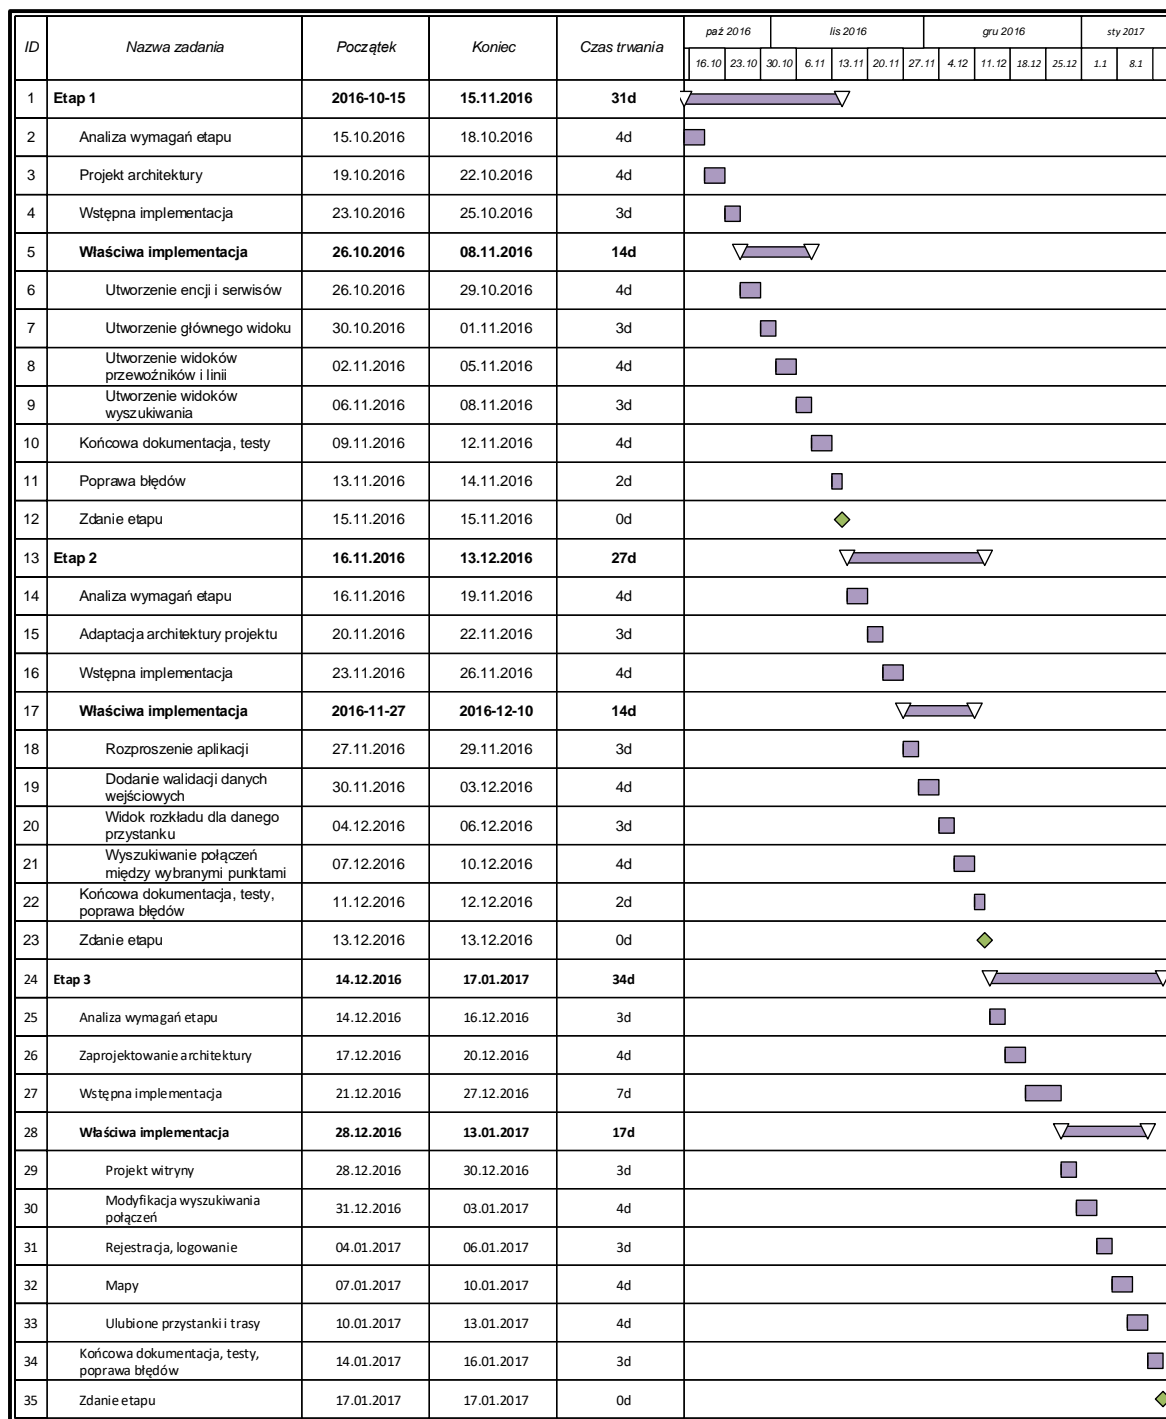 ID Nazwa zadania Początek Koniec Czas trwania paź 2016 lis 2016 gru 2016 sty 2017
16.10 23.10 30.10 6.11 13.11 20.11 27.11 4.12 11.12 18.12 25.12 1.1 8.1
1 Etap 1 2016-10-15 15.11.2016 31d
2 Analiza wymagań etapu 15.10.2016 18.10.2016 4d
3 Projekt architektury 19.10.2016 22.10.2016 4d
4 Wstępna implementacja 23.10.2016 25.10.2016 3d
5 Właściwa implementacja 26.10.2016 08.11.2016 14d
6 Utworzenie encji i serwisów 26.10.2016 29.10.2016 4d
7 Utworzenie głównego widoku 30.10.2016 01.11.2016 3d
8 Utworzenie widoków
przewoźników i linii 02.11.2016 05.11.2016 4d
9 Utworzenie widoków
wyszukiwania 06.11.2016 08.11.2016 3d
10 Końcowa dokumentacja, testy 09.11.2016 12.11.2016 4d
11 Poprawa błędów 13.11.2016 14.11.2016 2d
12 Zdanie etapu 15.11.2016 15.11.2016 0d
13 Etap 2 16.11.2016 13.12.2016 27d
14 Analiza wymagań etapu 16.11.2016 19.11.2016 4d
15 Adaptacja architektury projektu 20.11.2016 22.11.2016 3d
16 Wstępna implementacja 23.11.2016 26.11.2016 4d
17 Właściwa implementacja 2016-11-27 2016-12-10 14d
18 Rozproszenie aplikacji 27.11.2016 29.11.2016 3d
19 Dodanie walidacji danych
wejściowych 30.11.2016 03.12.2016 4d
20 Widok rozkładu dla danego
przystanku 04.12.2016 06.12.2016 3d
21 Wyszukiwanie połączeń
między wybranymi punktami 07.12.2016 10.12.2016 4d
22 Końcowa dokumentacja, testy,
poprawa błędów 11.12.2016 12.12.2016 2d
23 Zdanie etapu 13.12.2016 13.12.2016 0d
24 Etap 3 14.12.2016 17.01.2017 34d
25 Analiza wymagań etapu 14.12.2016 16.12.2016 3d
26 Zaprojektowanie architektury 17.12.2016 20.12.2016 4d
27 Wstępna implementacja 21.12.2016 27.12.2016 7d
28 Właściwa implementacja 28.12.2016 13.01.2017 17d
29 Projekt witryny 28.12.2016 30.12.2016 3d
30 Modyfikacja wyszukiwania
połączeń 31.12.2016 03.01.2017 4d
31 Rejestracja, logowanie 04.01.2017 06.01.2017 3d
32 Mapy 07.01.2017 10.01.2017 4d
33 Ulubione przystanki i trasy 10.01.2017 13.01.2017 4d
34 Końcowa dokumentacja, testy,
poprawa błędów 14.01.2017 16.01.2017 3d
35 Zdanie etapu 17.01.2017 17.01.2017 0d